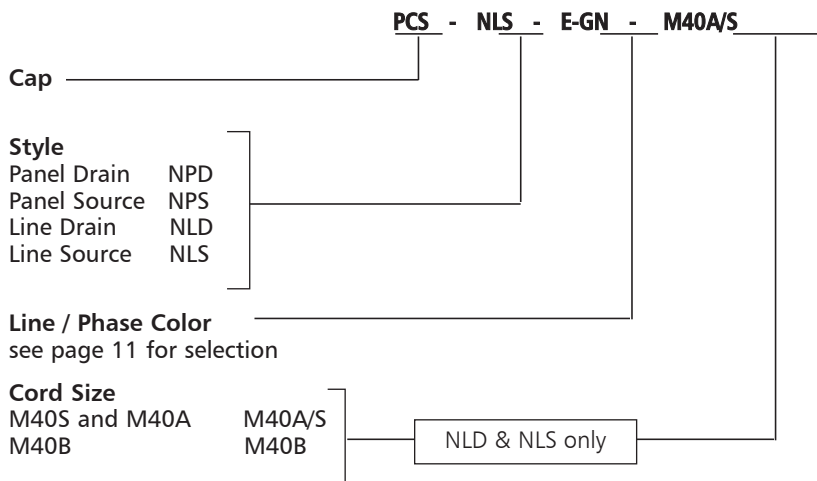 PCS - NLS - E-GN - M40A/S
Cap
Style
Panel Drain NPD
Panel Source NPS
Line Drain NLD
Line Source NLS
Line / Phase Color
see page 11 for selection
Cord Size
M40S and M40A M40A/S
M40B M40B
NLD & NLS only